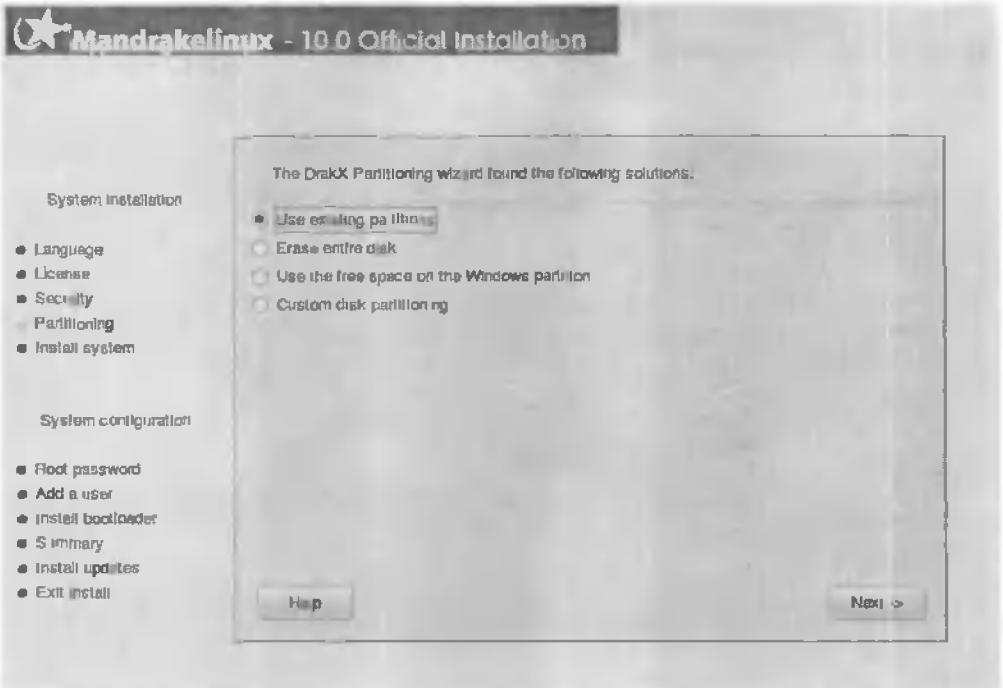 Mandrakelinux - 10.0 Official Installation
System installation
Language
License
Security
Partitioning
Install system
System configuration
Root password
Add a user
Install bootloader
Summary
Install updates
Exit install
The DrakX Partitioning wizard found the following solutions:
Use existing partitions
Erase entire disk
Use the free space on the Windows partition
Custom disk partitioning
Help
Next ->